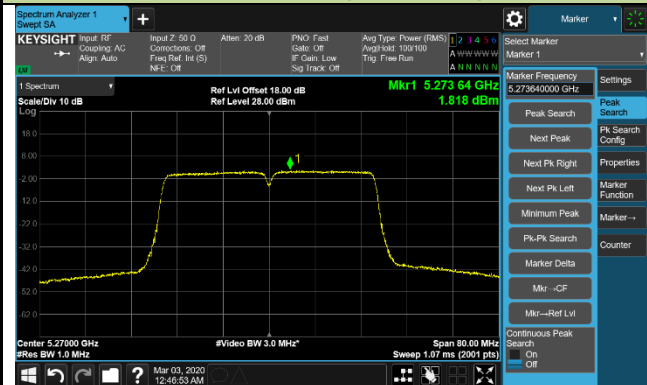 Spectrum Analyzer 1
Swept SA
Marker
KEYSIGHT
Input: RF
Coupling: AC
Align: Auto
Input Z: 50 Ω
Corrections: Off
Freq Ref: Int (S)
NFE: Off
Atten: 20 dB
PNO: Fast
Gate: Off
IF Gain: Low
Sig Track: Off
Avg Type: Power (RMS)
Avg|Hold: 100/100
Trig: Free Run
1 2 3 4 5 6
A W W W W W
A N N N N N
LXI
1 Spectrum
Scale/Div 10 dB
Log
Ref Lvl Offset 18.00 dB
Ref Level 28.00 dBm
Mkr1 5.273 64 GHz
1.818 dBm
18.0
8.00
-2.00
-12.0
-22.0
-32.0
-42.0
-52.0
-62.0
1
Center 5.27000 GHz
#Res BW 1.0 MHz
#Video BW 3.0 MHz*
Span 80.00 MHz
Sweep 1.07 ms (2001 pts)
Select Marker
Marker 1
Marker Frequency
5.273640000 GHz
Peak Search
Next Peak
Next Pk Right
Next Pk Left
Minimum Peak
Pk-Pk Search
Marker Delta
Mkr→CF
Mkr→Ref Lvl
Continuous Peak
Search
On
Off
Settings
Peak
Search
Pk Search
Config
Properties
Marker
Function
Marker→
Counter
Mar 03, 2020
12:46:53 AM